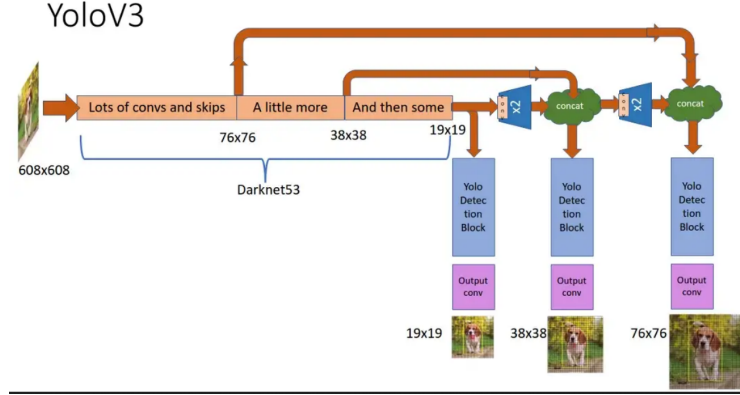 YoloV3
Lots of convs and skips
A little more
And then some
x2
concat
x2
concat
76x76
38x38
19x19
608x608
Darknet53
Yolo
Detec
tion
Block
Yolo
Detec
tion
Block
Yolo
Detec
tion
Block
Output
conv
Output
conv
Output
conv
19x19
38x38
76x76